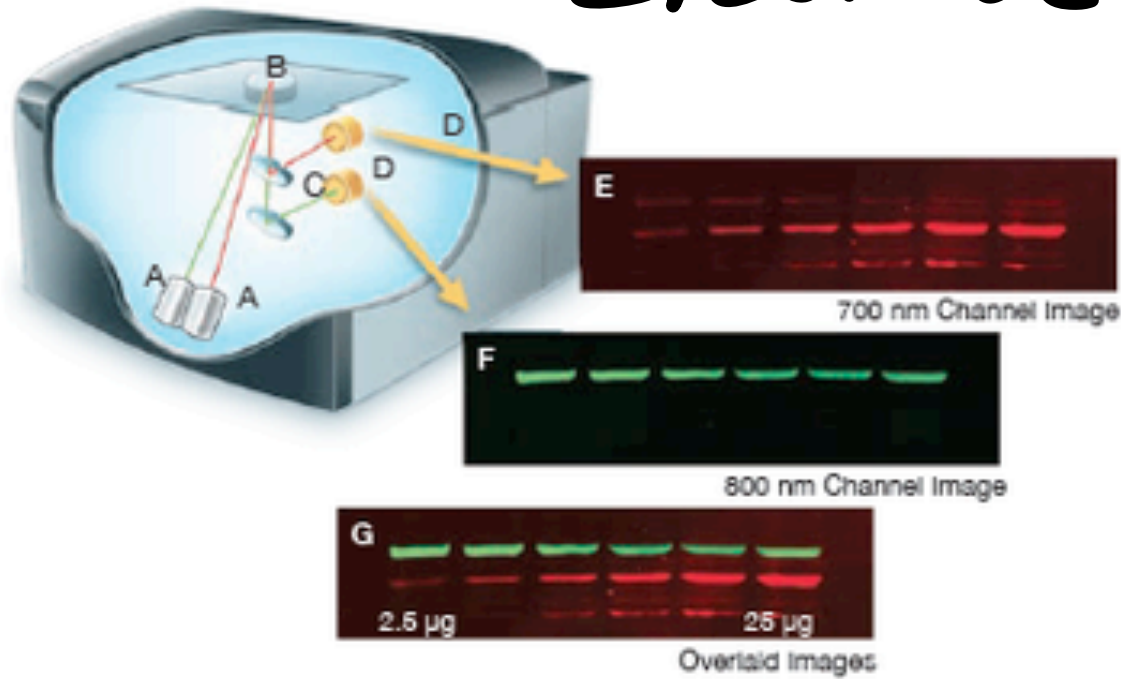 B
D
D
C
A
A
E
700 nm Channel Image
F
800 nm Channel Image
G
2.5 µg
25 µg
Overlaid Images